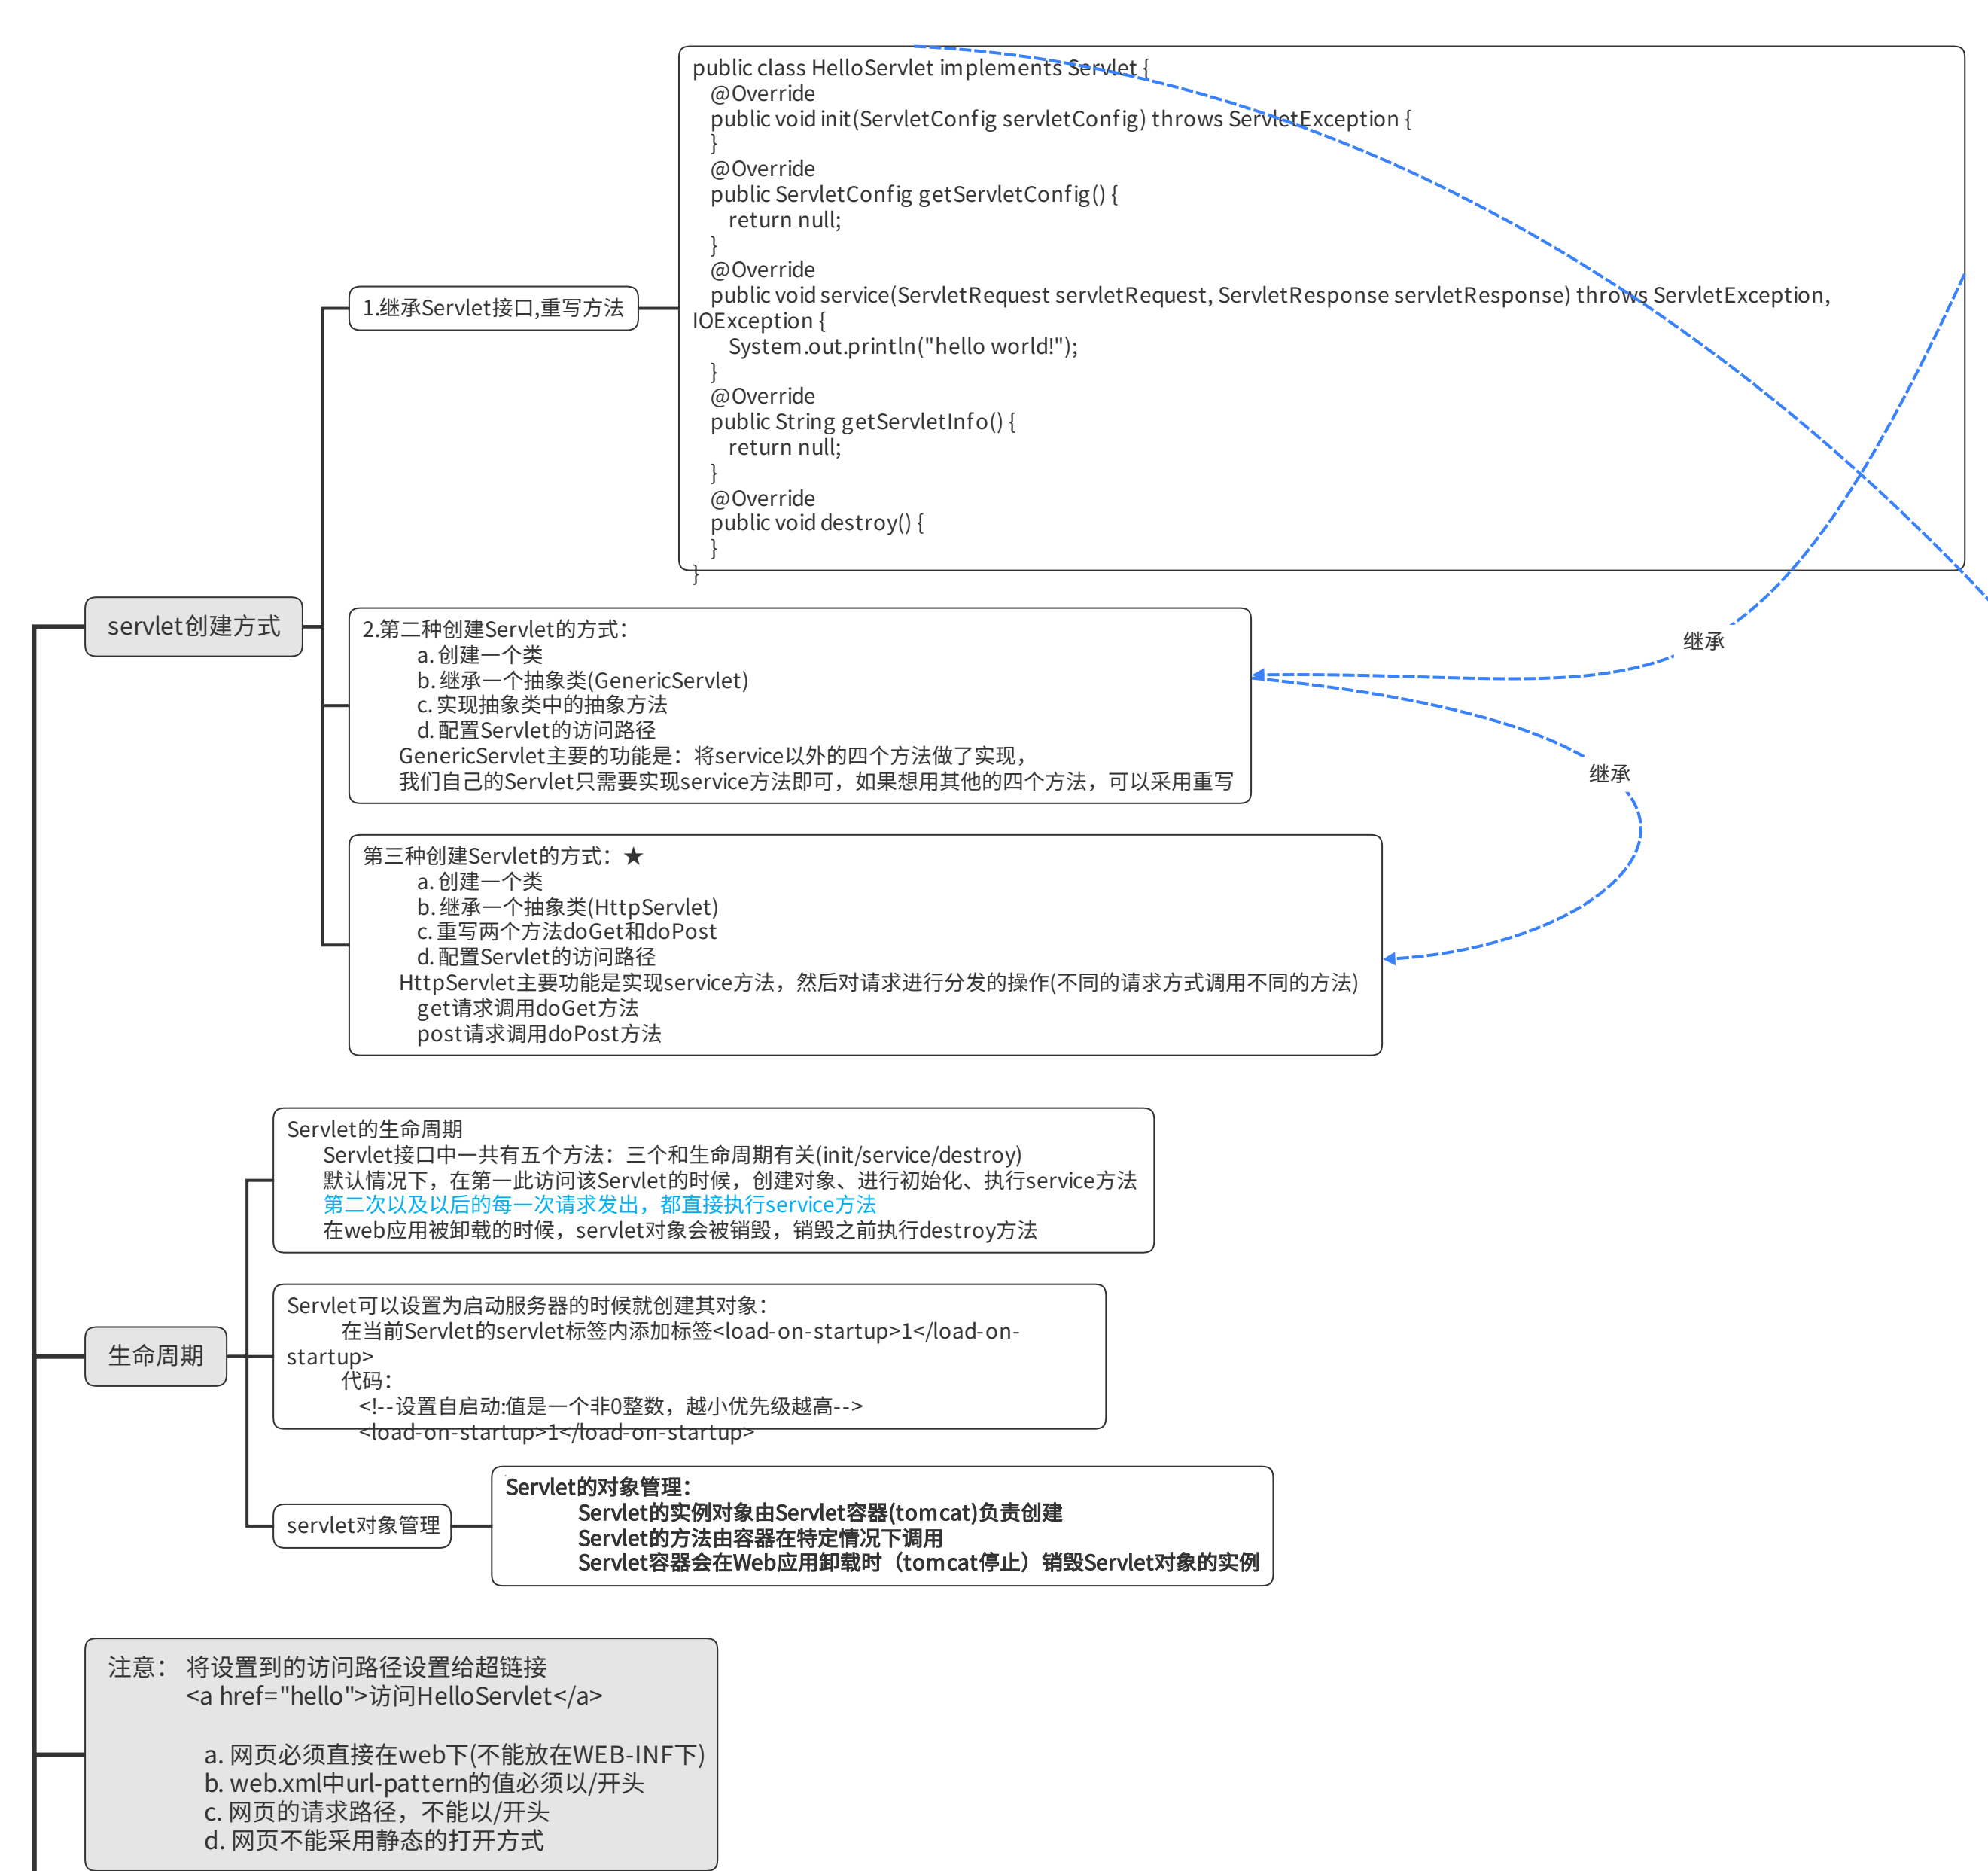 public class HelloServlet implements Servlet {
@Override
public void init(ServletConfig servletConfig) throws ServletException {
}
@Override
public ServletConfig getServletConfig() {
return null;
}
@Override
public void service(ServletRequest servletRequest, ServletResponse servletResponse) throws ServletException,
IOException {
System.out.println("hello world!");
}
@Override
public String getServletInfo() {
return null;
}
@Override
public void destroy() {
}
}
1.继承Servlet接口,重写方法
servlet创建方式
2.第二种创建Servlet的方式：
a. 创建一个类
b. 继承一个抽象类(GenericServlet)
c. 实现抽象类中的抽象方法
d. 配置Servlet的访问路径
GenericServlet主要的功能是：将service以外的四个方法做了实现，
我们自己的Servlet只需要实现service方法即可，如果想用其他的四个方法，可以采用重写
继承
继承
第三种创建Servlet的方式：★
a. 创建一个类
b. 继承一个抽象类(HttpServlet)
c. 重写两个方法doGet和doPost
d. 配置Servlet的访问路径
HttpServlet主要功能是实现service方法，然后对请求进行分发的操作(不同的请求方式调用不同的方法)
get请求调用doGet方法
post请求调用doPost方法
Servlet的生命周期
Servlet接口中一共有五个方法：三个和生命周期有关(init/service/destroy)
默认情况下，在第一此访问该Servlet的时候，创建对象、进行初始化、执行service方法
第二次以及以后的每一次请求发出，都直接执行service方法
在web应用被卸载的时候，servlet对象会被销毁，销毁之前执行destroy方法
生命周期
Servlet可以设置为启动服务器的时候就创建其对象：
在当前Servlet的servlet标签内添加标签<load-on-startup>1</load-on-
startup>
代码：
<!--设置自启动:值是一个非0整数，越小优先级越高-->
<load-on-startup>1</load-on-startup>
servlet对象管理
Servlet的对象管理：
Servlet的实例对象由Servlet容器(tomcat)负责创建
Servlet的方法由容器在特定情况下调用
Servlet容器会在Web应用卸载时（tomcat停止）销毁Servlet对象的实例
注意： 将设置到的访问路径设置给超链接
<a href="hello">访问HelloServlet</a>
a. 网页必须直接在web下(不能放在WEB-INF下)
b. web.xml中url-pattern的值必须以/开头
c. 网页的请求路径，不能以/开头
d. 网页不能采用静态的打开方式